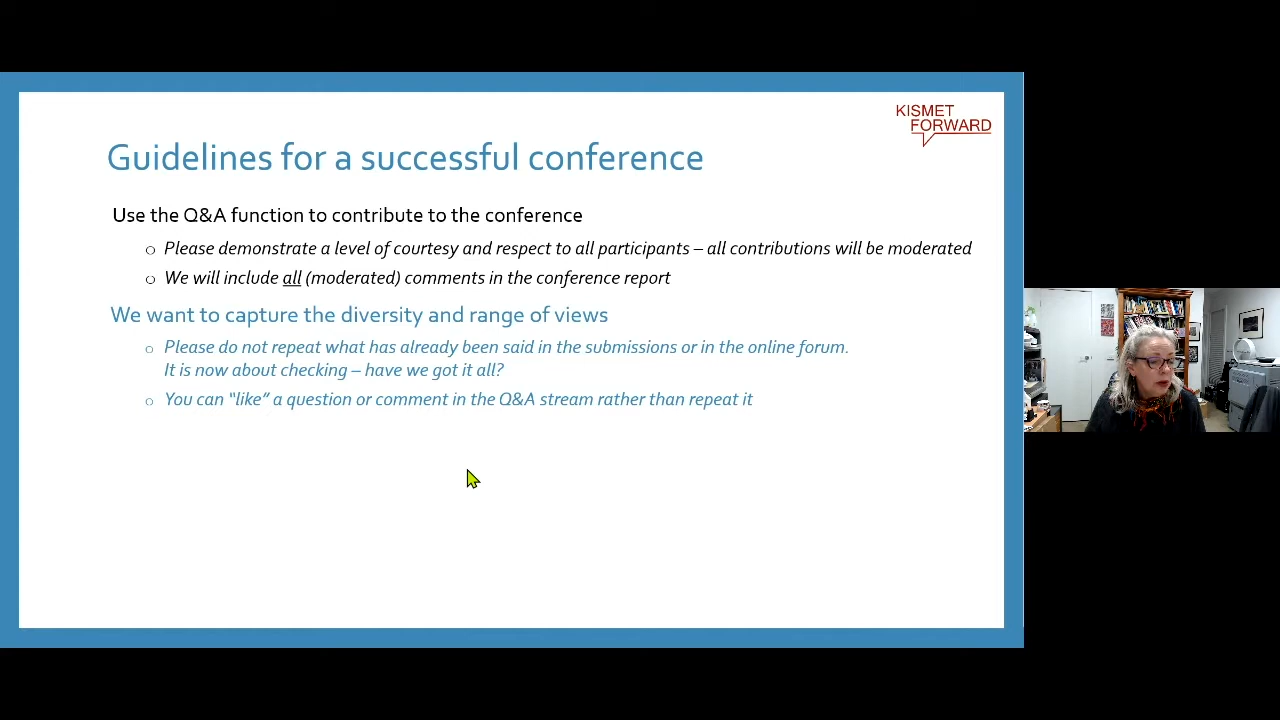 KISMET
FORWARD
Guidelines for a successful conference
Use the Q&A function to contribute to the conference
o Please demonstrate a level of courtesy and respect to all participants – all contributions will be moderated
o We will include all (moderated) comments in the conference report
We want to capture the diversity and range of views
o Please do not repeat what has already been said in the submissions or in the online forum.
It is now about checking – have we got it all?
o You can “like” a question or comment in the Q&A stream rather than repeat it